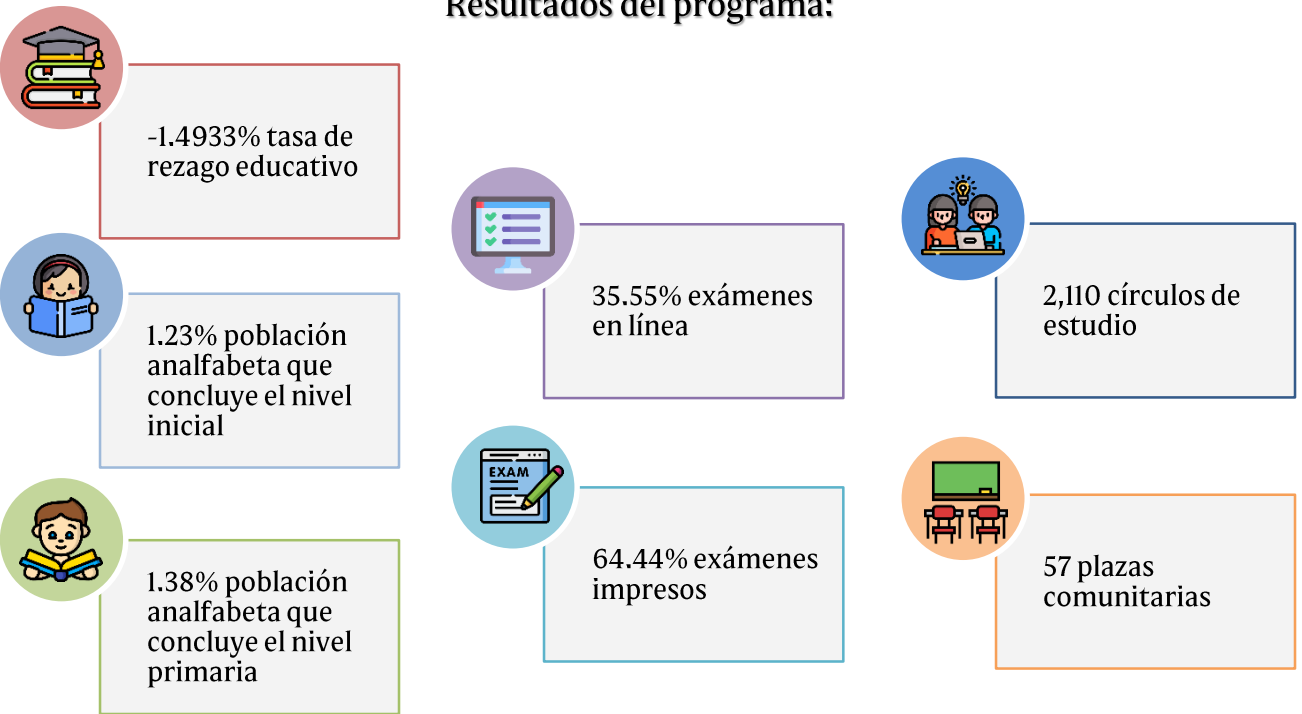 Resultados del programa:
-1.4933% tasa de
rezago educativo
1.23% población
analfabeta que
concluye el nivel
inicial
1.38% población
analfabeta que
concluye el nivel
primaria
35.55% exámenes
en línea
EXAM
64.44% exámenes
impresos
2,110 círculos de
estudio
57 plazas
comunitarias